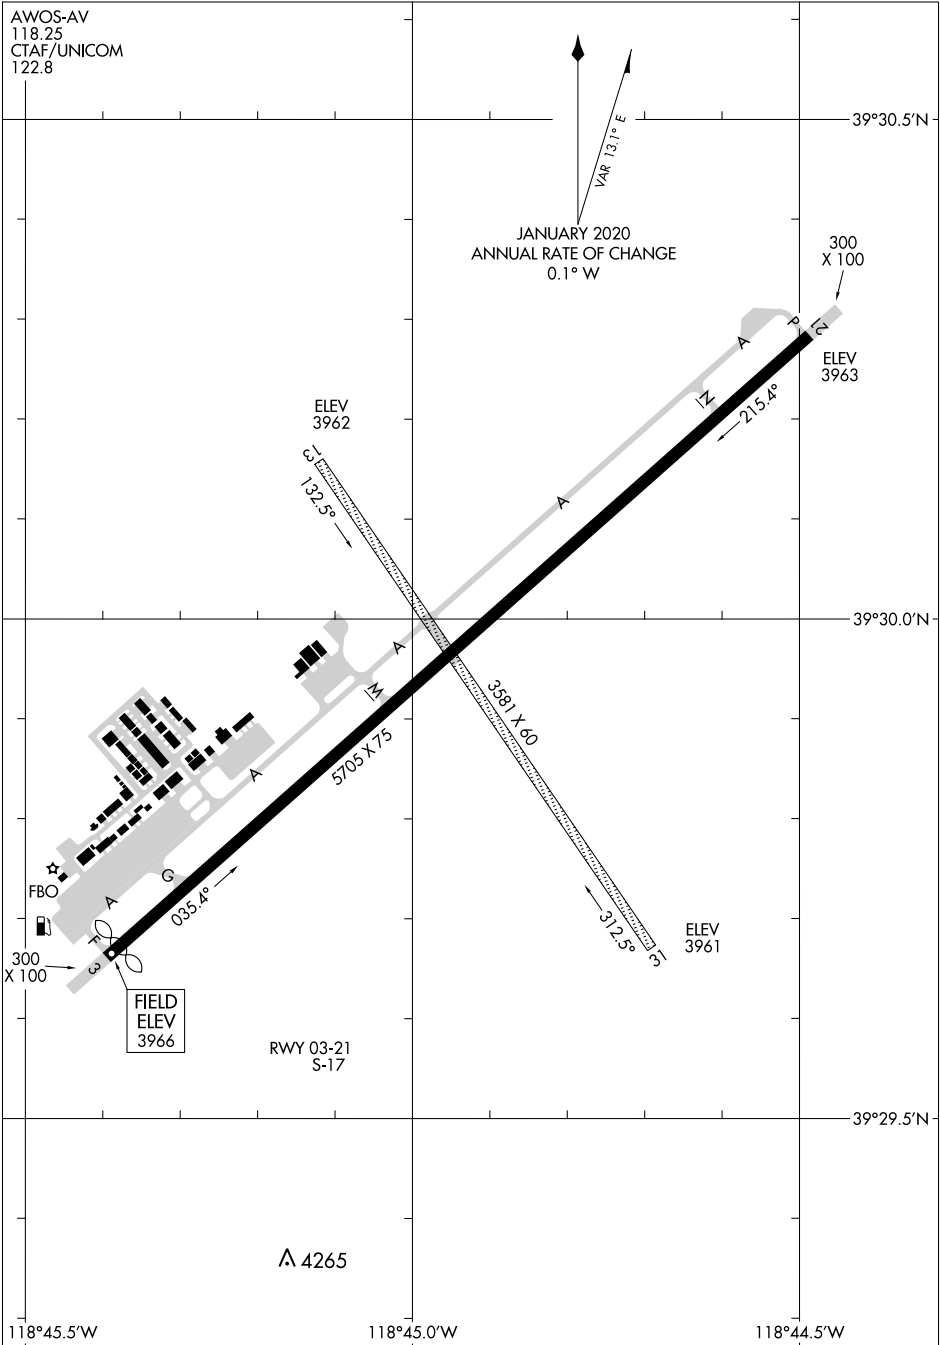 AWOS-AV
118.25
CTAF/UNICOM
122.8
VAR 13.1° E
39°30.5'N
JANUARY 2020
ANNUAL RATE OF CHANGE
0.1° W
300
X 100
P
21
A
ELEV
3963
N
215.4°
ELEV
3962
13
132.5°
A
39°30.0'N
A
M
3581 X 60
5705 X 75
A
G
FBO
A
035.4°
F
3
300
X 100
312.5°
31
ELEV
3961
FIELD
ELEV
3966
RWY 03-21
S-17
39°29.5'N
4265
118°45.5'W
118°45.0'W
118°44.5'W